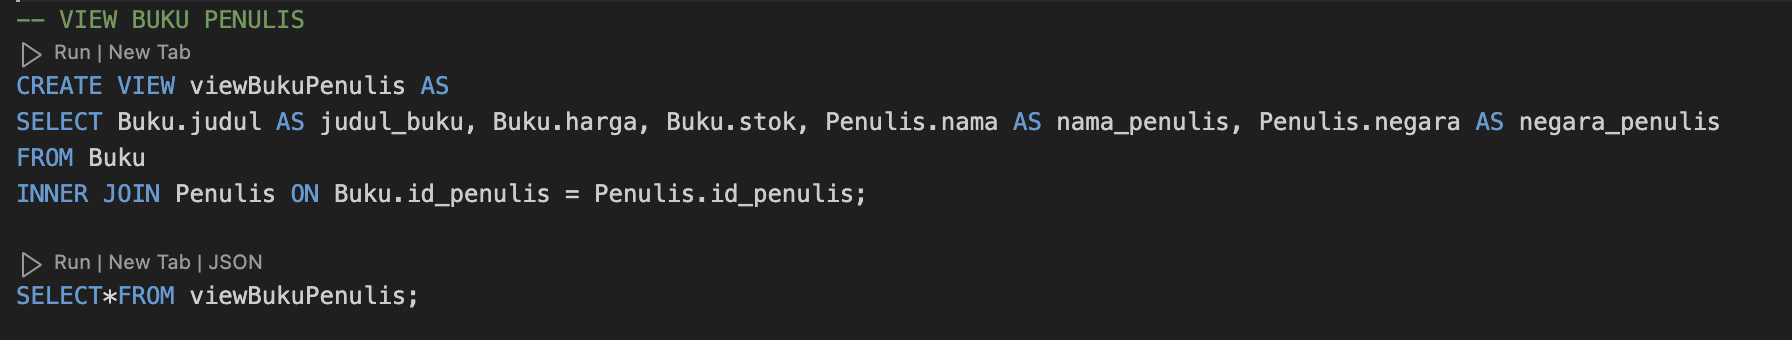 -- VIEW BUKU PENULIS
Run | New Tab
CREATE VIEW viewBukuPenulis AS
SELECT Buku.judul AS judul_buku, Buku.harga, Buku.stok, Penulis.nama AS nama_penulis, Penulis.negara AS negara_penulis
FROM Buku
INNER JOIN Penulis ON Buku.id_penulis = Penulis.id_penulis;
Run | New Tab | JSON
SELECT*FROM viewBukuPenulis;